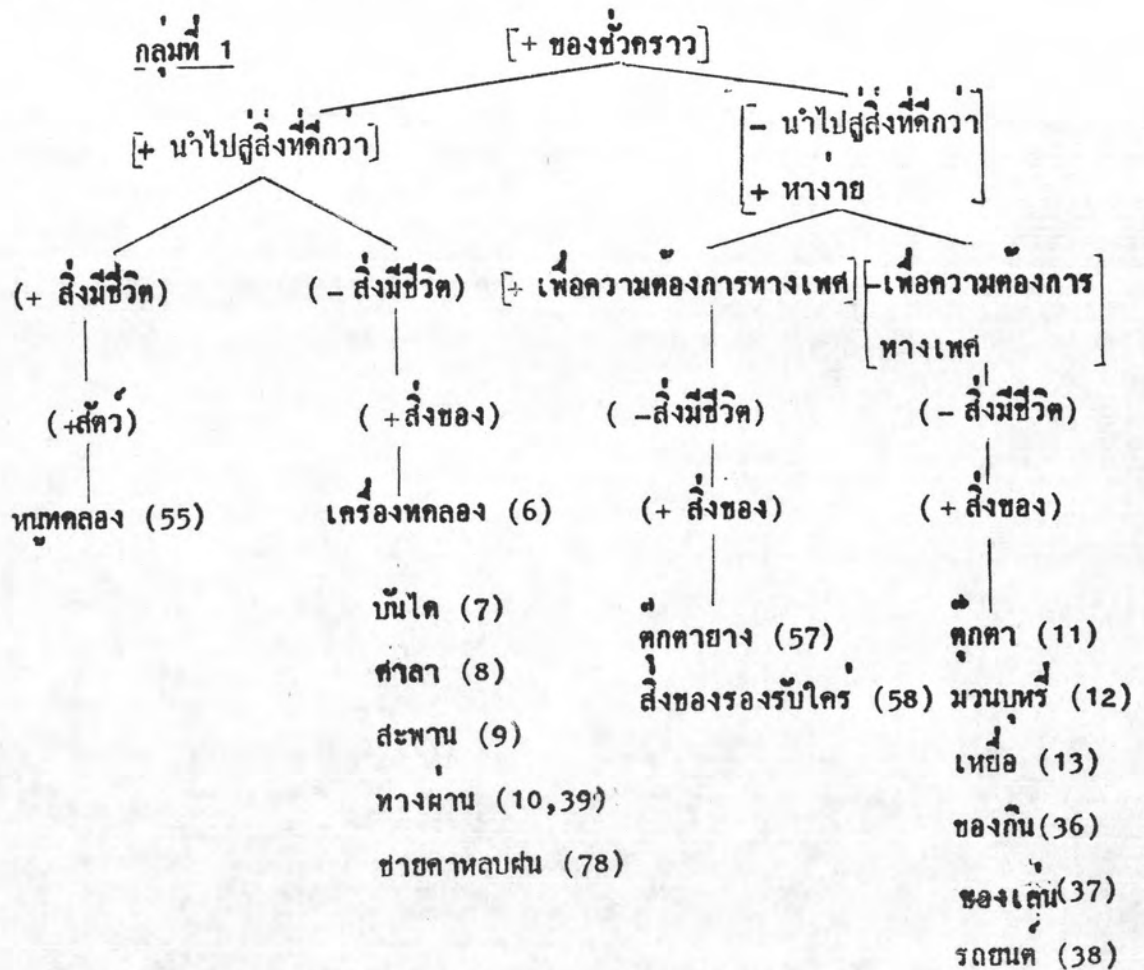 กลุ่มที่ 1
[+ ของชั่วคราว]
[+ นำไปสู่สิ่งที่ดีกว่า]
[- นำไปสู่สิ่งที่ดีกว่า
+ หาง่าย]
(+ สิ่งมีชีวิต)
(- สิ่งมีชีวิต)
[+ เพื่อความต้องการทางเพศ]
[-เพื่อความต้องการ
ทางเพศ]
(+สัตว์)
(+สิ่งของ)
(-สิ่งมีชีวิต)
(- สิ่งมีชีวิต)
หนูทดลอง (55)
เครื่องทดลอง (6)
(+ สิ่งของ)
(+ สิ่งของ)
บันได (7)
ศาลา (8)
สะพาน (9)
ทางผ่าน (10,39)
ชายคาหลบฝน (78)
ตุ๊กตายาง (57)
สิ่งของรองรับใคร่ (58)
ตุ๊กตา (11)
มวนบุหรี่ (12)
เหยื่อ (13)
ของกิน(36)
ของเล่น(37)
รถยนต์ (38)